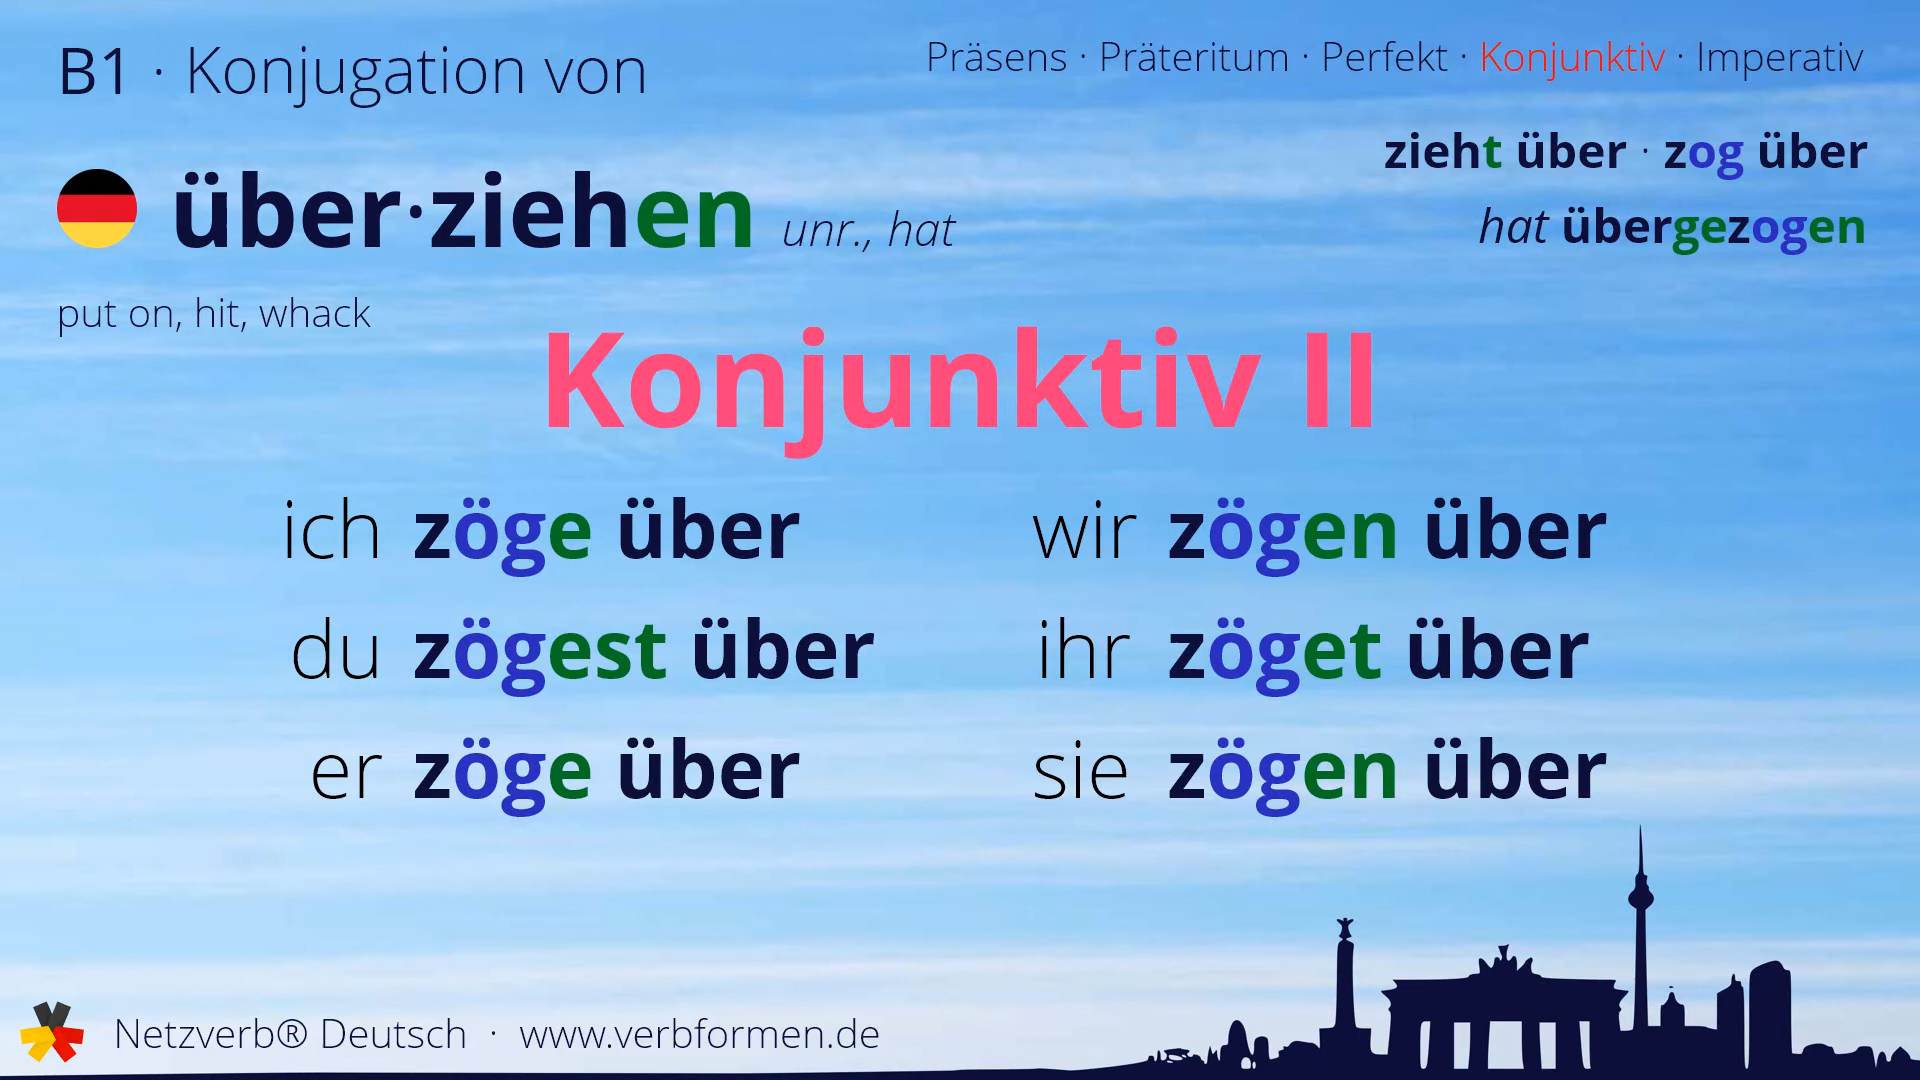 B1 · Konjugation von
Präsens · Präteritum · Perfekt · Konjunktiv · Imperativ
über·ziehen unr., hat
zieht über · zog über
hat übergezogen
put on, hit, whack
Konjunktiv II
ich zöge über
du zögest über
er zöge über
wir zögen über
ihr zöget über
sie zögen über
Netzverb® Deutsch · www.verbformen.de